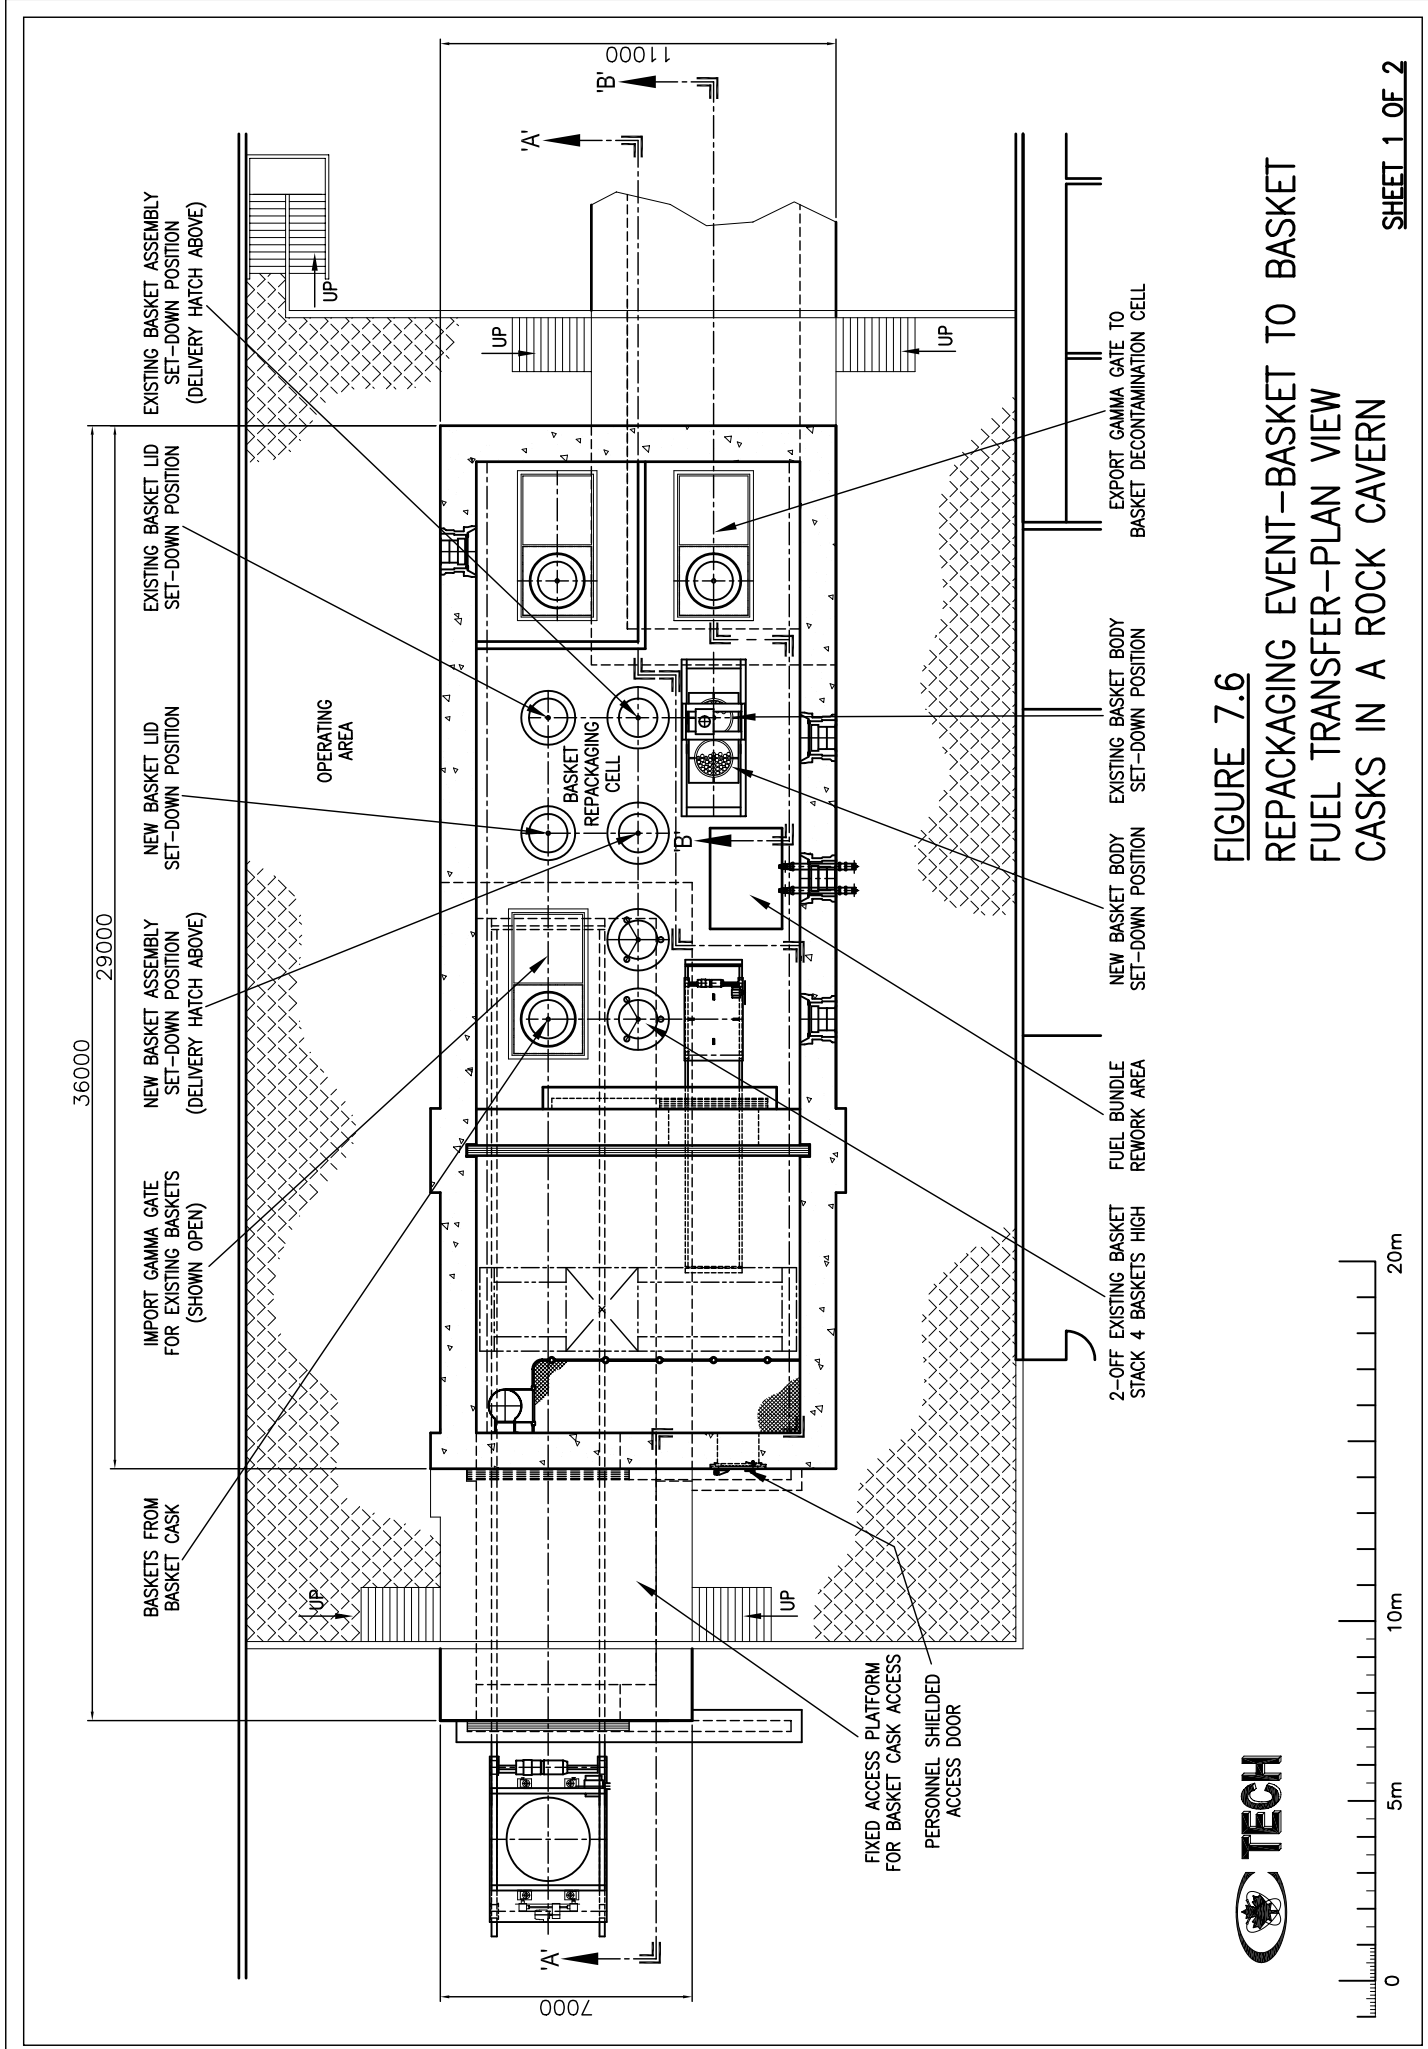 36000
29000
11000
7000
BASKETS FROM
BASKET CASK
IMPORT GAMMA GATE
FOR EXISTING BASKETS
(SHOWN OPEN)
NEW BASKET ASSEMBLY
SET-DOWN POSITION
(DELIVERY HATCH ABOVE)
NEW BASKET LID
SET-DOWN POSITION
EXISTING BASKET LID
SET-DOWN POSITION
EXISTING BASKET ASSEMBLY
SET-DOWN POSITION
(DELIVERY HATCH ABOVE)
UP
OPERATING
AREA
UP
UP
BASKET
REPACKAGING
CELL
'A'
'B'
'B'
'A'
UP
UP
FIXED ACCESS PLATFORM
FOR BASKET CASK ACCESS
PERSONNEL SHIELDED
ACCESS DOOR
2-OFF EXISTING BASKET
STACK 4 BASKETS HIGH
FUEL BUNDLE
REWORK AREA
NEW BASKET BODY
SET-DOWN POSITION
EXISTING BASKET BODY
SET-DOWN POSITION
EXPORT GAMMA GATE TO
BASKET DECONTAMINATION CELL
FIGURE 7.6
REPACKAGING EVENT-BASKET TO BASKET
FUEL TRANSFER-PLAN VIEW
CASKS IN A ROCK CAVERN
SHEET 1 OF 2
TECH
0
5m
10m
20m